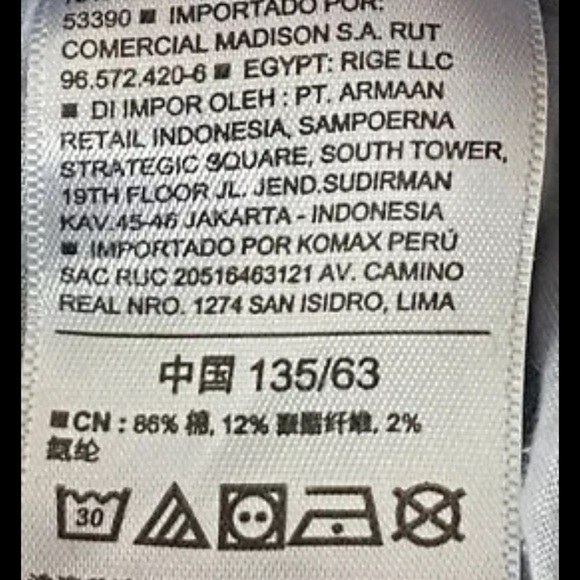 53390 ■ IMPORTADO POR:
COMERCIAL MADISON S.A. RUT
96.572.420-6 ■ EGYPT: RIGE LLC
■ DI IMPOR OLEH : PT. ARMAAN
RETAIL INDONESIA, SAMPOERNA
STRATEGIC SQUARE, SOUTH TOWER,
19TH FLOOR JL. JEND.SUDIRMAN
KAV.45-46 JAKARTA - INDONESIA
■ IMPORTADO POR KOMAX PERÚ
SAC RUC 20516463121 AV. CAMINO
REAL NRO. 1274 SAN ISIDRO, LIMA
中国 135/63
■CN : 86% 棉, 12% 聚酯纤维, 2%
氨纶
30